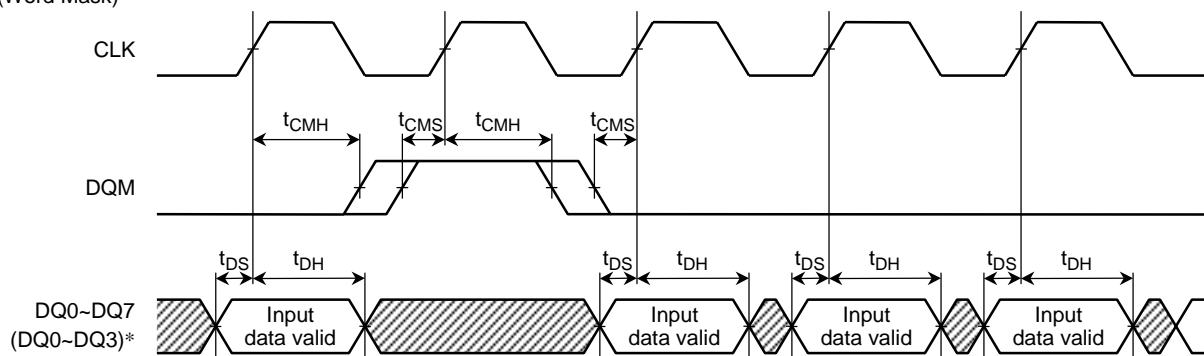 (Word Mask)
CLK
tCMH tCMS tCMH tCMS
DQM
tDS tDH tDS tDH tDS tDH tDS tDH
DQ0~DQ7
(DQ0~DQ3)*
Input
data valid
Input
data valid
Input
data valid
Input
data valid